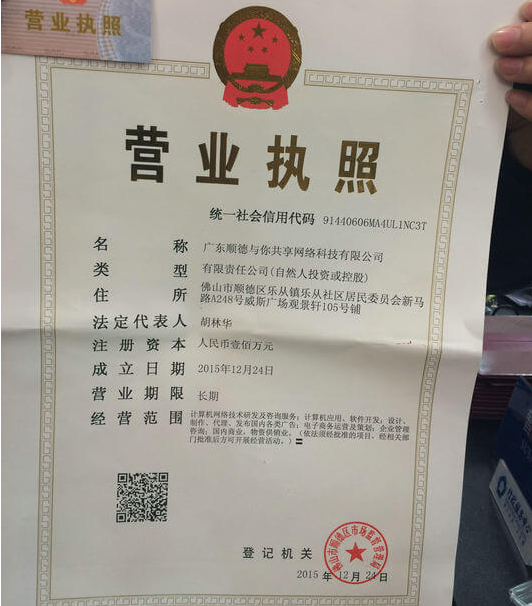 营业执照
营业执照
统一社会信用代码 91440606MA4UL1NC3T
名称 广东顺德与你共享网络科技有限公司
类型 有限责任公司(自然人投资或控股)
住所 佛山市顺德区乐从镇乐从社区居民委员会新马
路A248号威斯广场观景轩105号铺
法定代表人 胡林华
注册资本 人民币壹佰万元
成立日期 2015年12月24日
营业期限 长期
经营范围 计算机网络技术研发及咨询服务；计算机应用、软件开发；设计、
制作、代理、发布国内各类广告；电子商务运营及策划；企业管理
咨询；国内商业、物资供销业。（依法须经批准的项目，经相关部
门批准后方可开展经营活动。）
登记机关
佛山市顺德区市场监督管理局
2015年12月24日